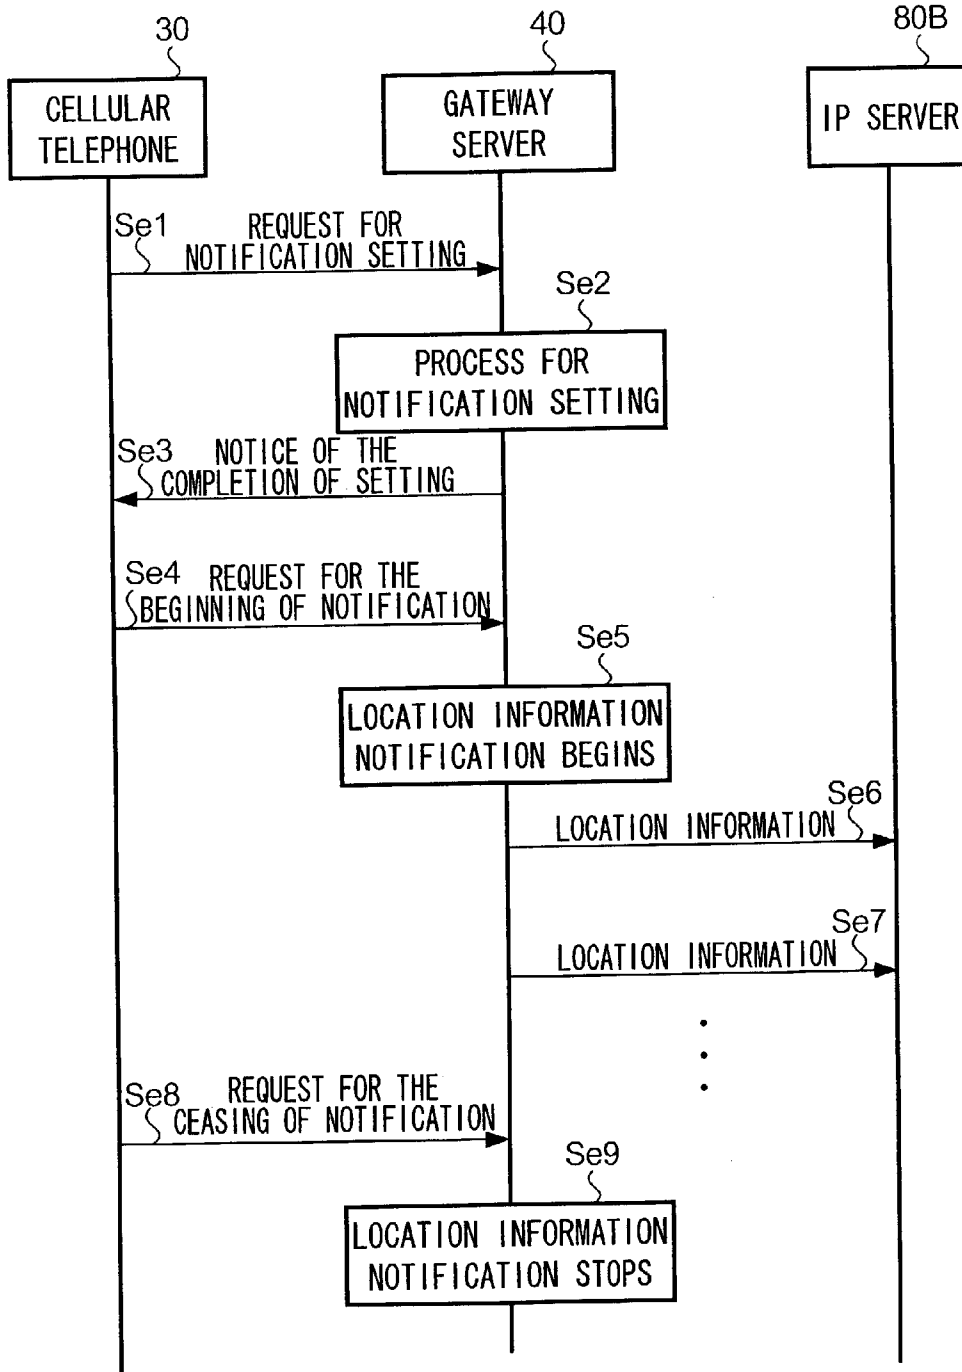 30
40
80B
CELLULAR
TELEPHONE
GATEWAY
SERVER
IP SERVER
Se1
REQUEST FOR
NOTIFICATION SETTING
Se2
PROCESS FOR
NOTIFICATION SETTING
Se3
NOTICE OF THE
COMPLETION OF SETTING
Se4
REQUEST FOR THE
BEGINNING OF NOTIFICATION
Se5
LOCATION INFORMATION
NOTIFICATION BEGINS
Se6
LOCATION INFORMATION
Se7
LOCATION INFORMATION
Se8
REQUEST FOR THE
CEASING OF NOTIFICATION
Se9
LOCATION INFORMATION
NOTIFICATION STOPS